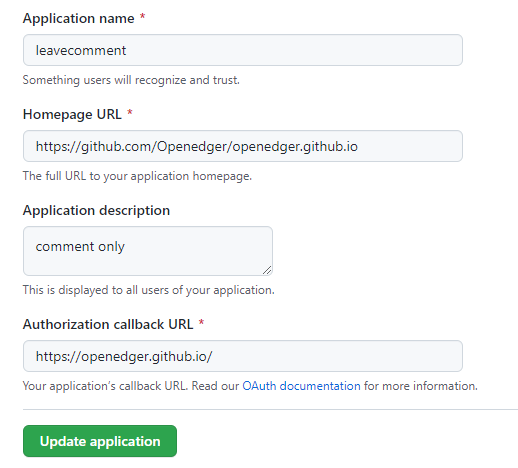 Application name *
leavecomment
Something users will recognize and trust.
Homepage URL *
https://github.com/Openedger/openedger.github.io
The full URL to your application homepage.
Application description
comment only
This is displayed to all users of your application.
Authorization callback URL *
https://openedger.github.io/
Your application’s callback URL. Read our OAuth documentation for more information.
Update application